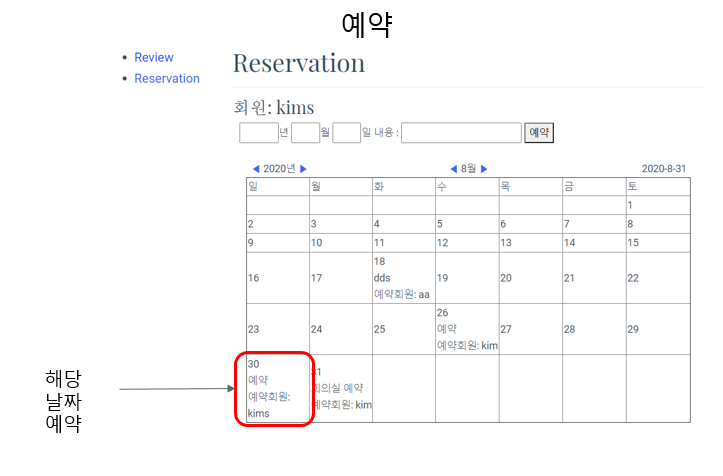 예약
Review
Reservation
Reservation
회원: kims
년 월 일 내용 : 예약
◀ 2020년 ▶ ◀ 8월 ▶ 2020-8-31
일 월 화 수 목 금 토
1
2 3 4 5 6 7 8
9 10 11 12 13 14 15
16 17 18 19 20 21 22
dds
예약회원: aa
23 24 25 26 27 28 29
예약
예약회원: kim
30 31
예약 회의실 예약
예약회원: 예약회원: kim
kims
해당
날짜
예약